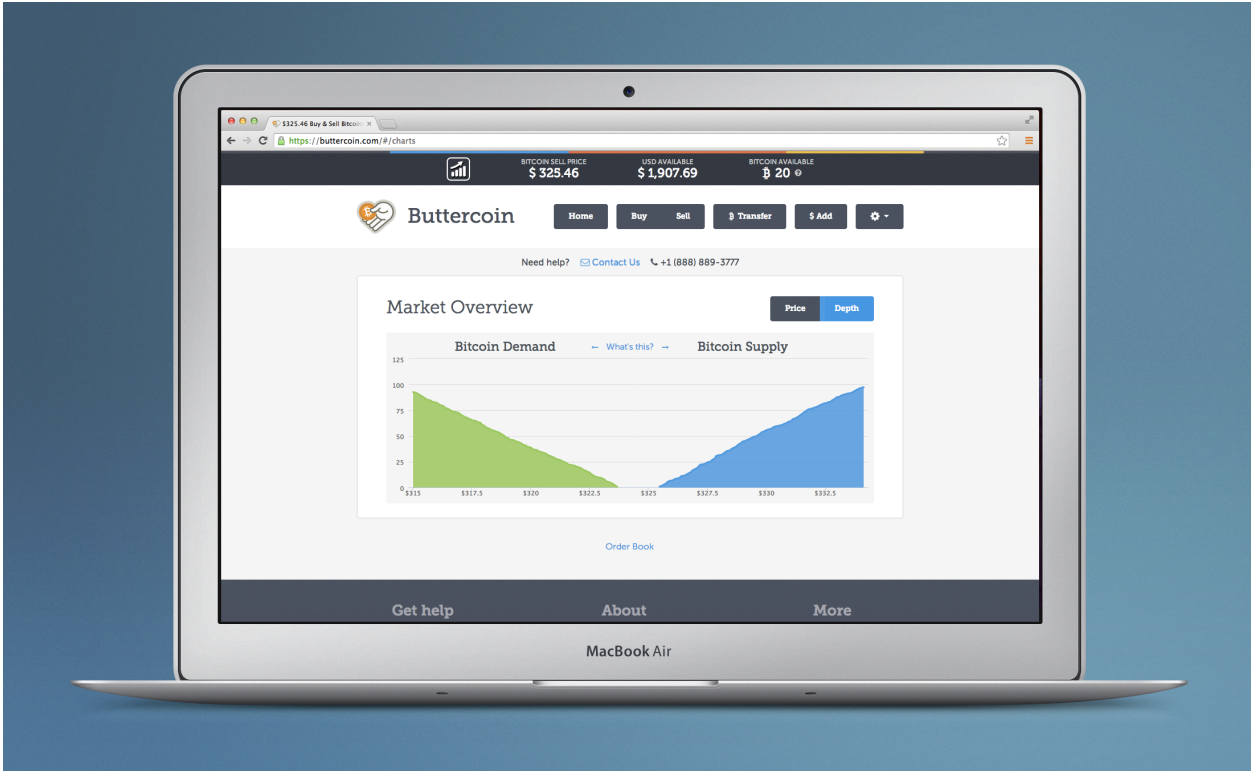 $325.46 Buy & Sell Bitcoin
https://buttercoin.com/#/charts
BITCOIN SELL PRICE
$ 325.46
USD AVAILABLE
$ 1,907.69
BITCOIN AVAILABLE
฿ 20
Buttercoin
Home
Buy
Sell
฿ Transfer
$ Add
Need help? Contact Us +1 (888) 889-3777
Market Overview
Price
Depth
Bitcoin Demand
← What's this? →
Bitcoin Supply
125
100
75
50
25
0
$315
$317.5
$320
$322.5
$325
$327.5
$330
$332.5
Order Book
Get help
About
More
MacBook Air